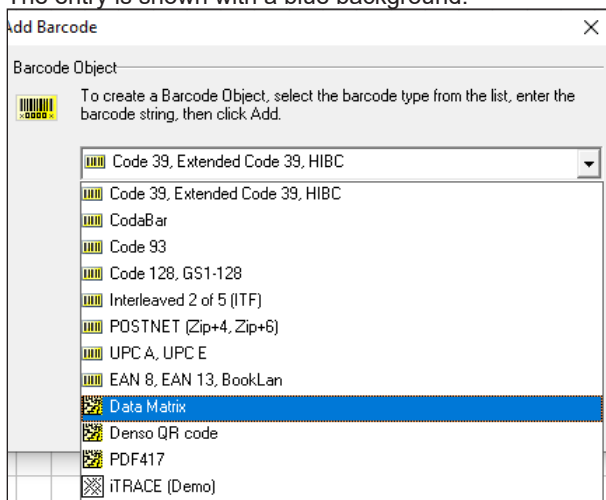 The entry is shown with a blue background.
Add Barcode
Barcode Object
To create a Barcode Object, select the barcode type from the list, enter the
barcode string, then click Add.
Code 39, Extended Code 39, HIBC
Code 39, Extended Code 39, HIBC
CodaBar
Code 93
Code 128, GS1-128
Interleaved 2 of 5 (ITF)
POSTNET (Zip+4, Zip+6)
UPC A, UPC E
EAN 8, EAN 13, BookLan
Data Matrix
Denso QR code
PDF417
iTRACE (Demo)